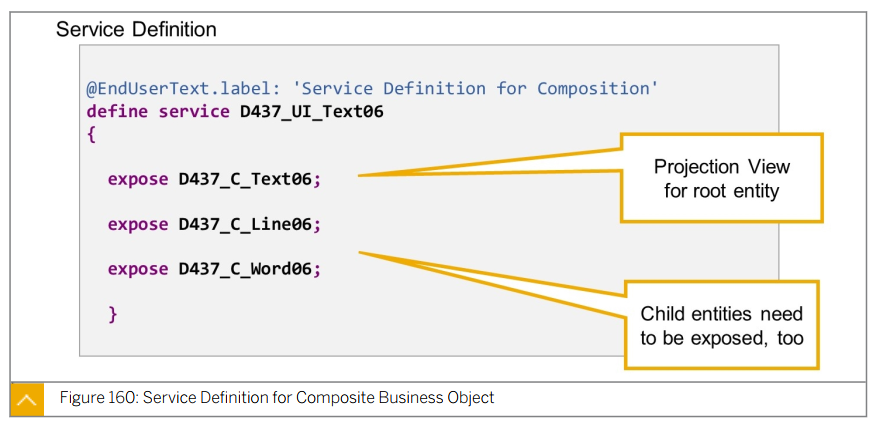 Service Definition
@EndUserText.label: 'Service Definition for Composition'
define service D437_UI_Text06
{
expose D437_C_Text06;
Projection View
for root entity
expose D437_C_Line06;
expose D437_C_Word06;
}
Child entities need
to be exposed, too
Figure 160: Service Definition for Composite Business Object